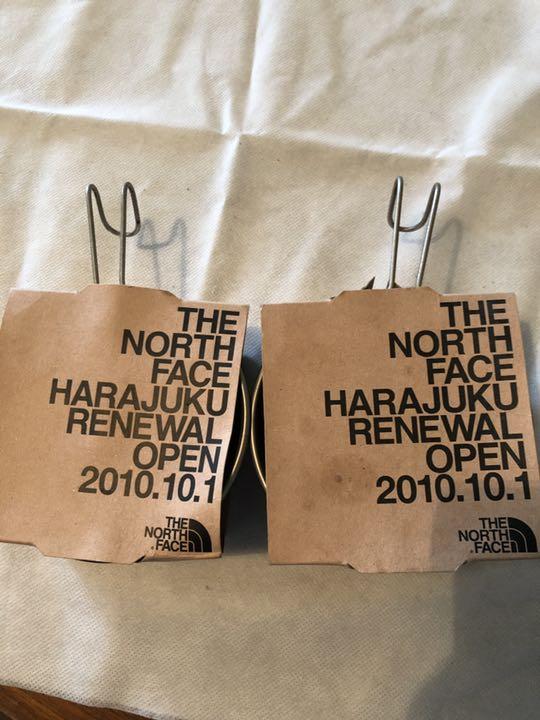 THE
NORTH
FACE
HARAJUKU
RENEWAL
OPEN
2010.10.1
THE
NORTH
FACE
THE
NORTH
FACE
HARAJUKU
RENEWAL
OPEN
2010.10.1
THE
NORTH
FACE